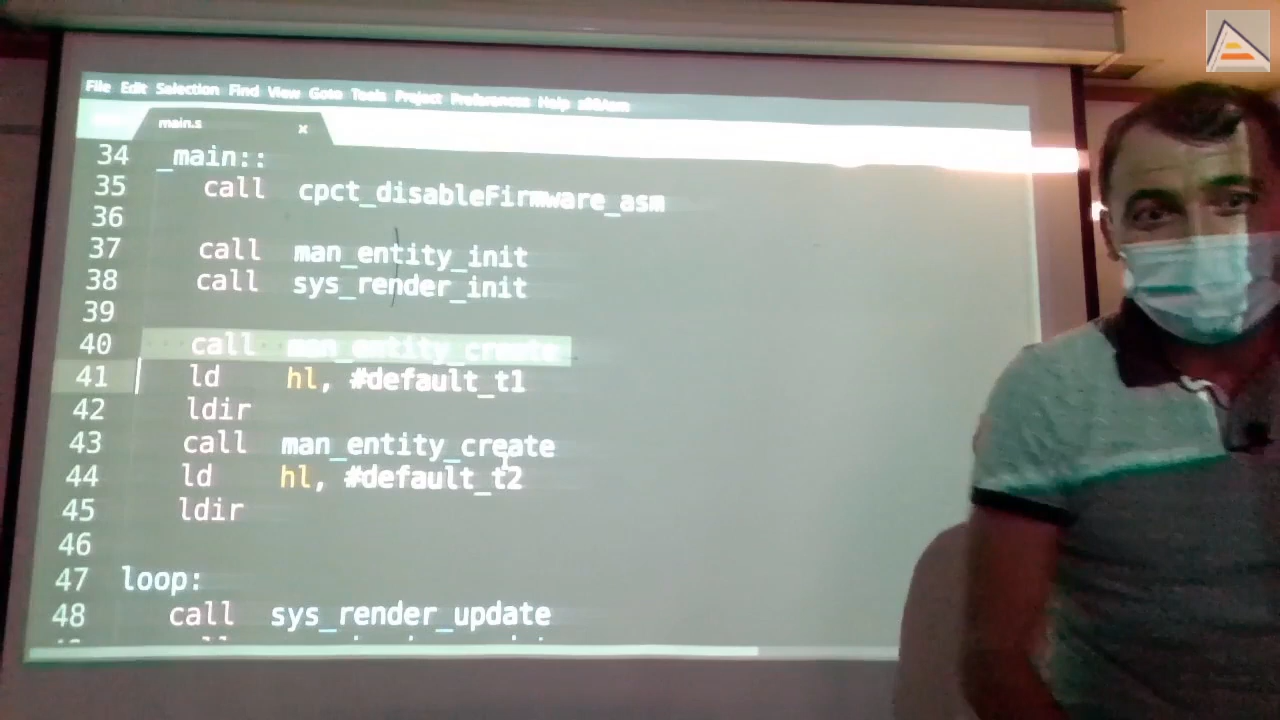 File Edit Selection Find View Goto Tools Project Preferences Help
main.s x
34 _main::
35 call cpct_disableFirmware_asm
36
37 call man_entity_init
38 call sys_render_init
39
40 call man_entity_create
41 ld hl, #default_t1
42 ldir
43 call man_entity_create
44 ld hl, #default_t2
45 ldir
46
47 loop:
48 call sys_render_update